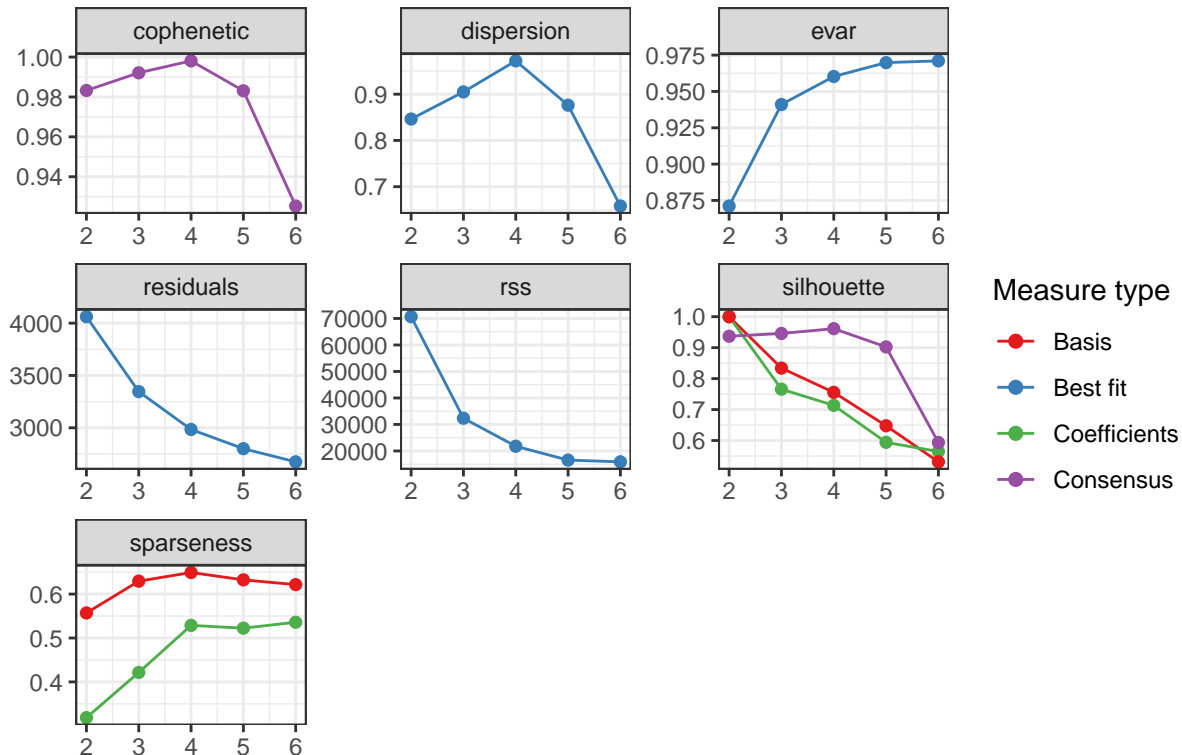 cophenetic
dispersion
evar
1.00
0.98
0.96
0.94
2 3 4 5 6
0.9
0.8
0.7
2 3 4 5 6
0.975
0.950
0.925
0.900
0.875
2 3 4 5 6
residuals
rss
silhouette
4000
3500
3000
2 3 4 5 6
70000
60000
50000
40000
30000
20000
2 3 4 5 6
1.0
0.9
0.8
0.7
0.6
2 3 4 5 6
sparseness
0.6
0.5
0.4
2 3 4 5 6
Measure type
Basis
Best fit
Coefficients
Consensus